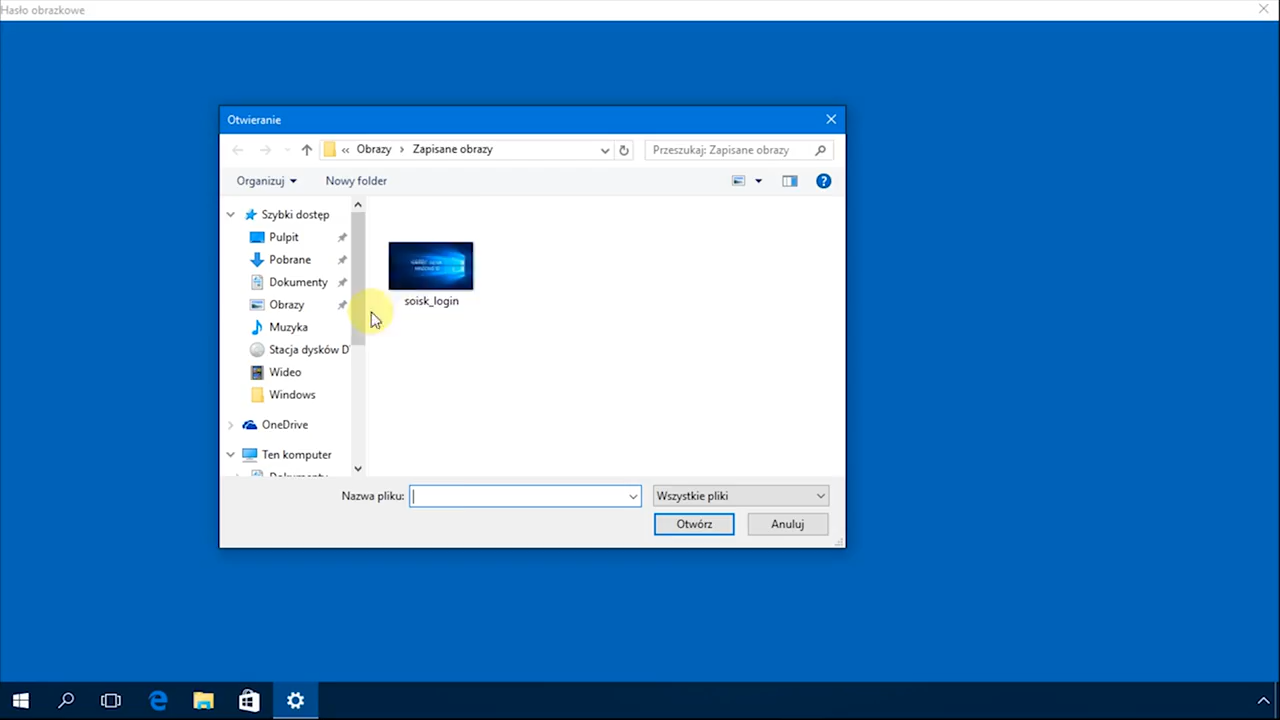 Hasło obrazkowe
Otwieranie
Obrazy
Zapisane obrazy
Przeszukaj: Zapisane obrazy
Organizuj
Nowy folder
Szybki dostęp
Pulpit
Pobrane
Dokumenty
Obrazy
Muzyka
Stacja dysków D
Wideo
Windows
OneDrive
Ten komputer
Dokumenty
soisk_login
Nazwa pliku:
Wszystkie pliki
Otwórz
Anuluj